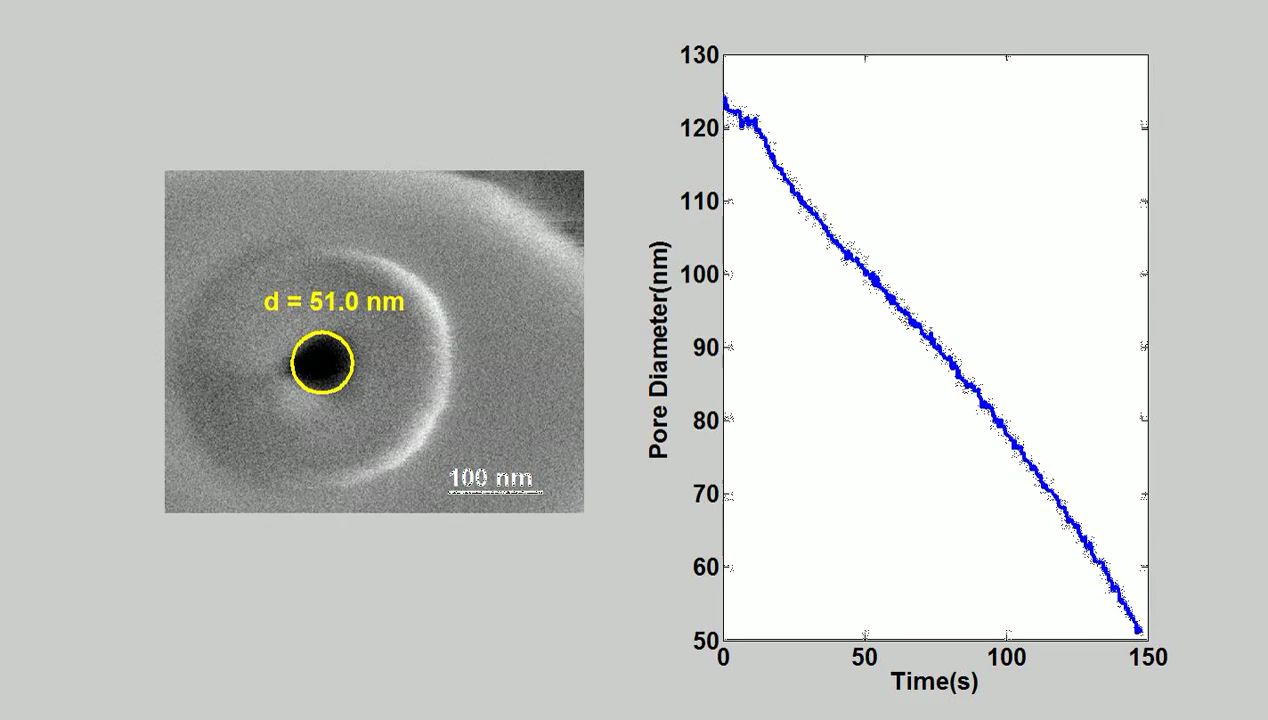 d = 51.0 nm
100 nm
130
120
110
100
90
80
70
60
50
Pore Diameter(nm)
0 50 100 150
Time(s)